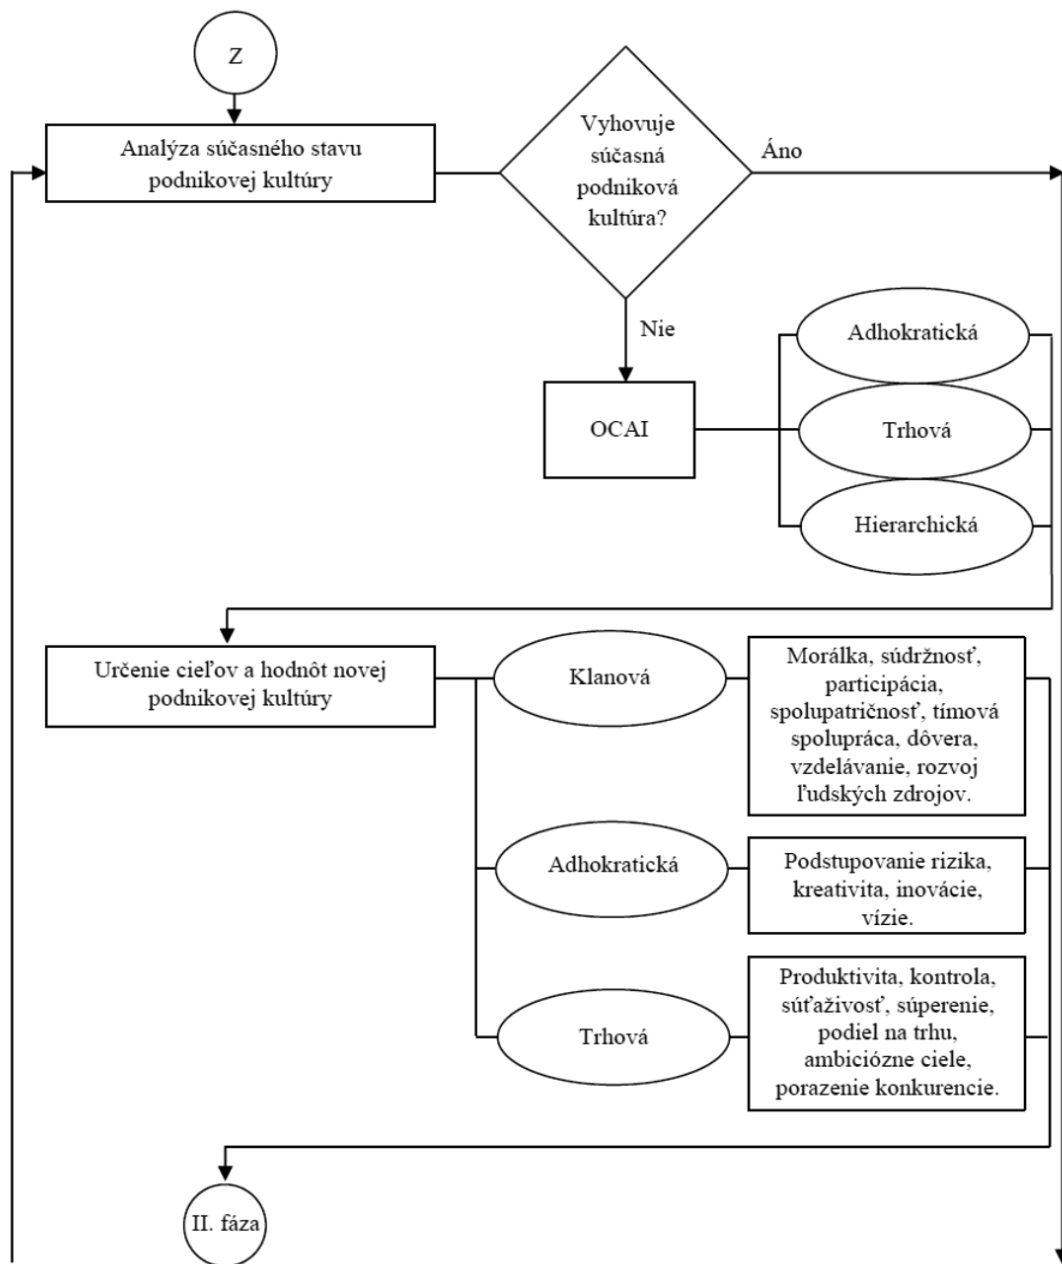 Z
Analýza súčasného stavu
podnikovej kultúry
Vyhovuje
súčasná
podniková
kultúra?
Áno
Nie
OCAI
Adhokratická
Trhová
Hierarchická
Určenie cieľov a hodnôt novej
podnikovej kultúry
Klanová
Morálka, súdržnosť,
participácia,
spolupatričnosť, tímová
spolupráca, dôvera,
vzdelávanie, rozvoj
ľudských zdrojov.
Adhokratická
Podstupovanie rizika,
kreativita, inovácie,
vízie.
Trhová
Produktivita, kontrola,
súťaživosť, súperenie,
podiel na trhu,
ambiciózne ciele,
porazenie konkurencie.
II. fáza